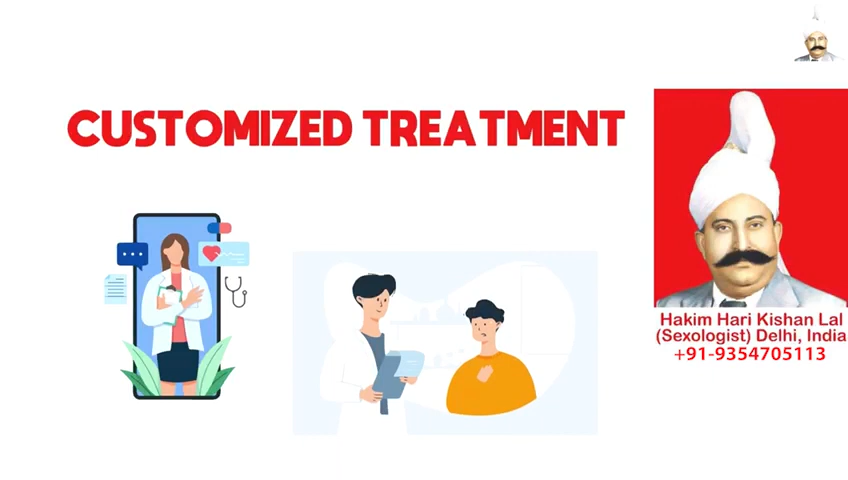 CUSTOMIZED TREATMENT
Hakim Hari Kishan Lal
(Sexologist) Delhi, India
+91-9354705113